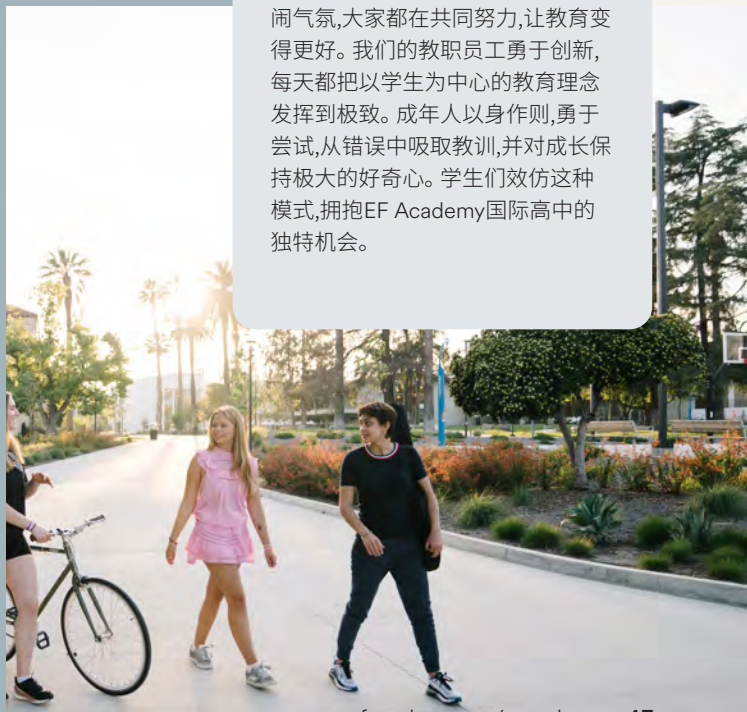 闹气氛,大家都在共同努力,让教育变
得更好。我们的教职员工勇于创新,
每天都把以学生为中心的教育理念
发挥到极致。成年人以身作则,勇于
尝试,从错误中吸取教训,并对成长保
持极大的好奇心。学生们效仿这种
模式,拥抱EF Academy国际高中的
独特机会。